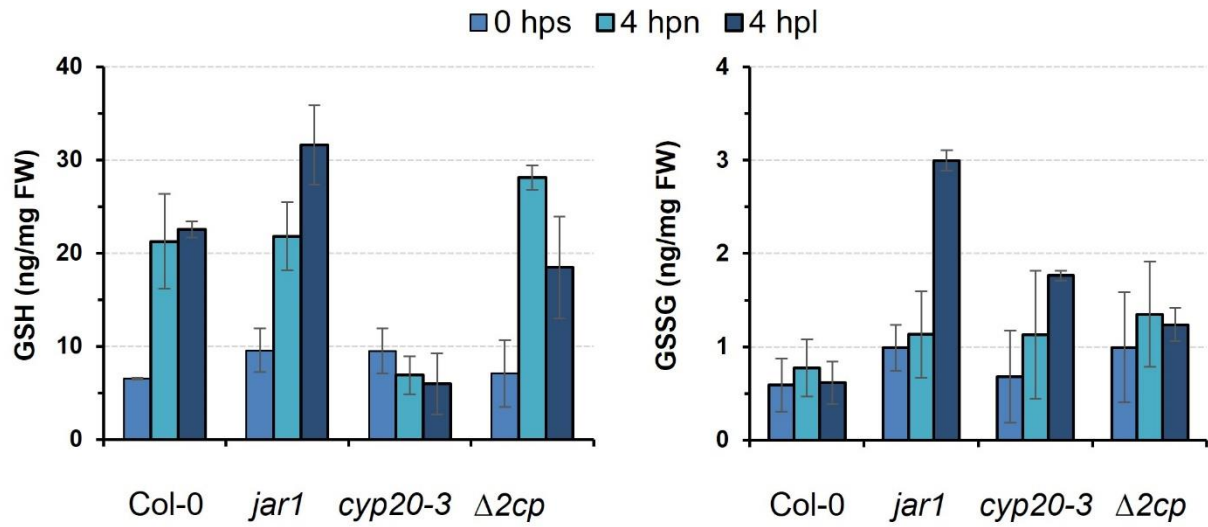 0 hps 4 hpn 4 hpl
GSH (ng/mg FW)
40
30
20
10
0
Col-0 jar1 cyp20-3 Δ2cp
GSSG (ng/mg FW)
4
3
2
1
0
Col-0 jar1 cyp20-3 Δ2cp